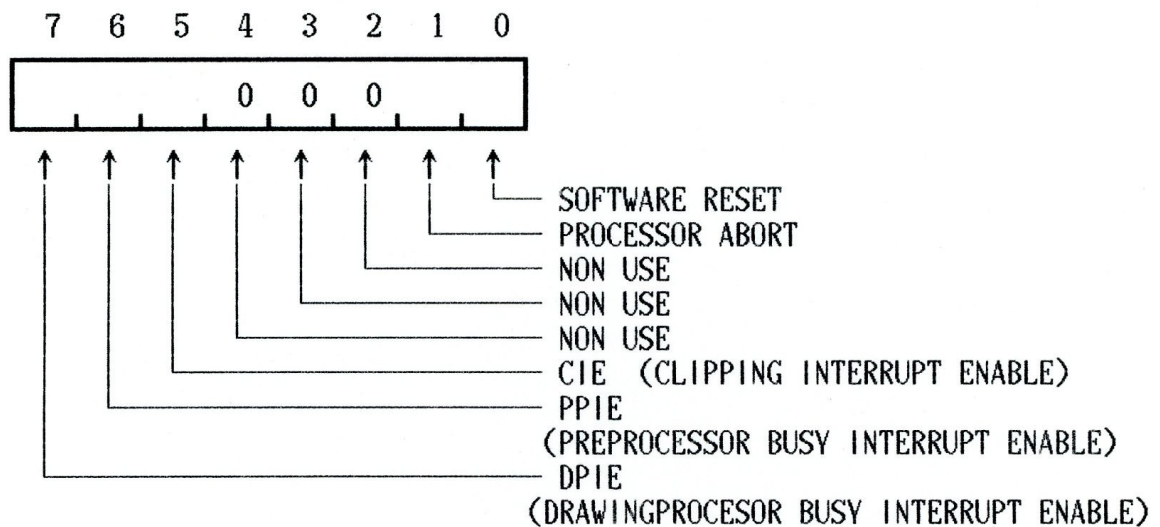 7 6 5 4 3 2 1 0
0 0 0
SOFTWARE RESET
PROCESSOR ABORT
NON USE
NON USE
NON USE
CIE (CLIPPING INTERRUPT ENABLE)
PPIE
(PREPROCESSOR BUSY INTERRUPT ENABLE)
DPIE
(DRAWINGPROCESOR BUSY INTERRUPT ENABLE)